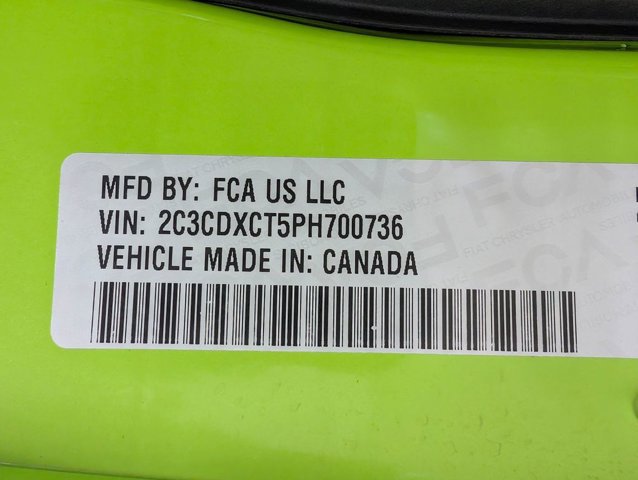 MFD BY: FCA US LLC
VIN: 2C3CDXCT5PH700736
VEHICLE MADE IN: CANADA